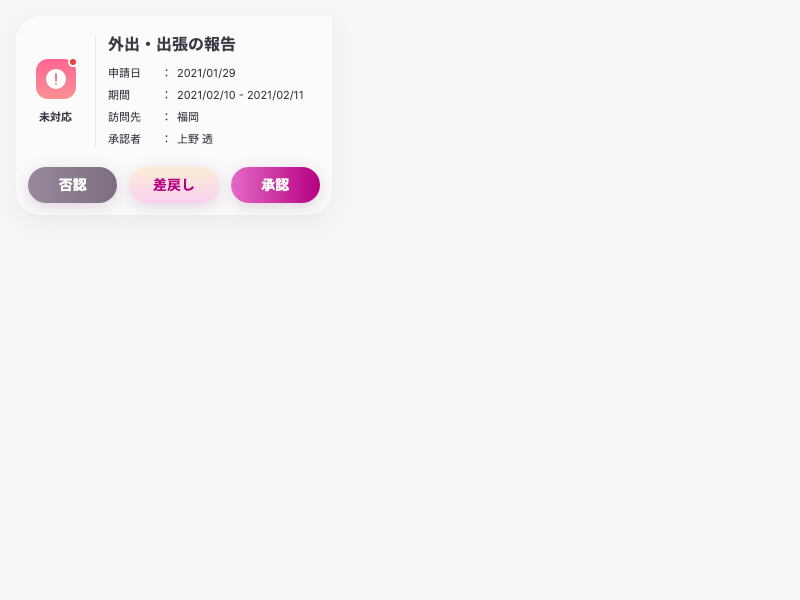 外出・出張の報告
申請日 : 2021/01/29
期間 : 2021/02/10 - 2021/02/11
訪問先 : 福岡
承認者 : 上野 透
未対応
否認 差戻し 承認